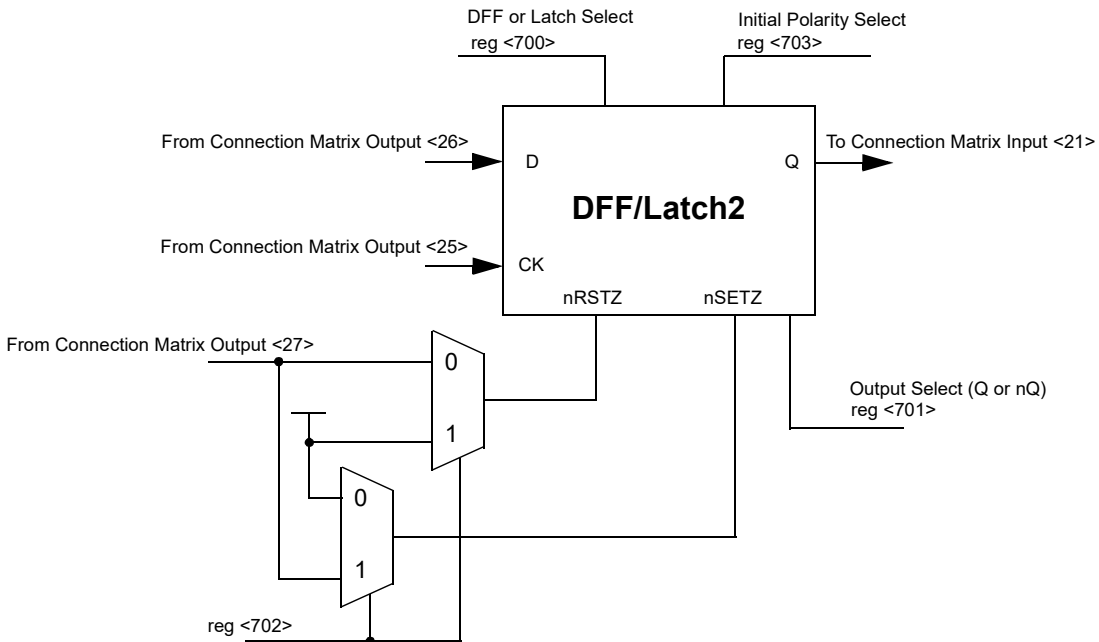 DFF or Latch Select
reg <700>
Initial Polarity Select
reg <703>
From Connection Matrix Output <26>
D
Q
To Connection Matrix Input <21>
DFF/Latch2
From Connection Matrix Output <25>
CK
nRSTZ
nSETZ
From Connection Matrix Output <27>
0
1
Output Select (Q or nQ)
reg <701>
0
1
reg <702>